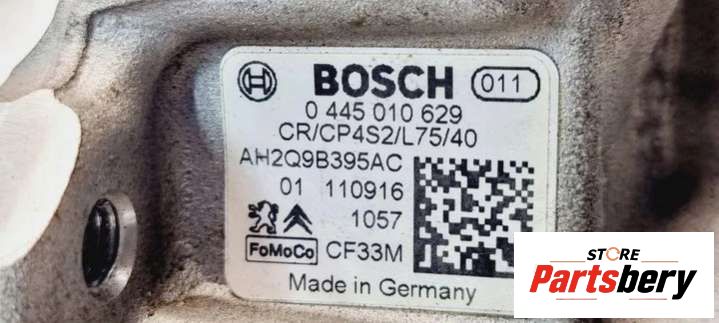 BOSCH 011
0 445 010 629
CR/CP4S2/L75/40
AH2Q9B395AC
01 110916
1057
FoMoCo CF33M
Made in Germany
STORE
Partsbery